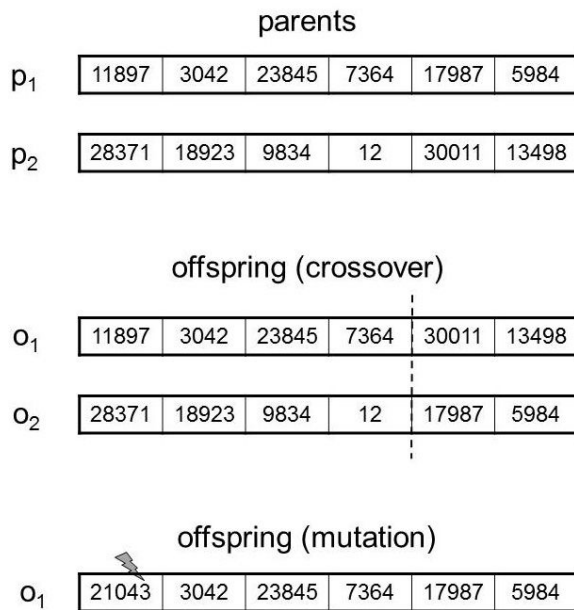 parents
p1 11897 3042 23845 7364 17987 5984
p2 28371 18923 9834 12 30011 13498
offspring (crossover)
o1 11897 3042 23845 7364 30011 13498
o2 28371 18923 9834 12 17987 5984
offspring (mutation)
o1 21043 3042 23845 7364 17987 5984